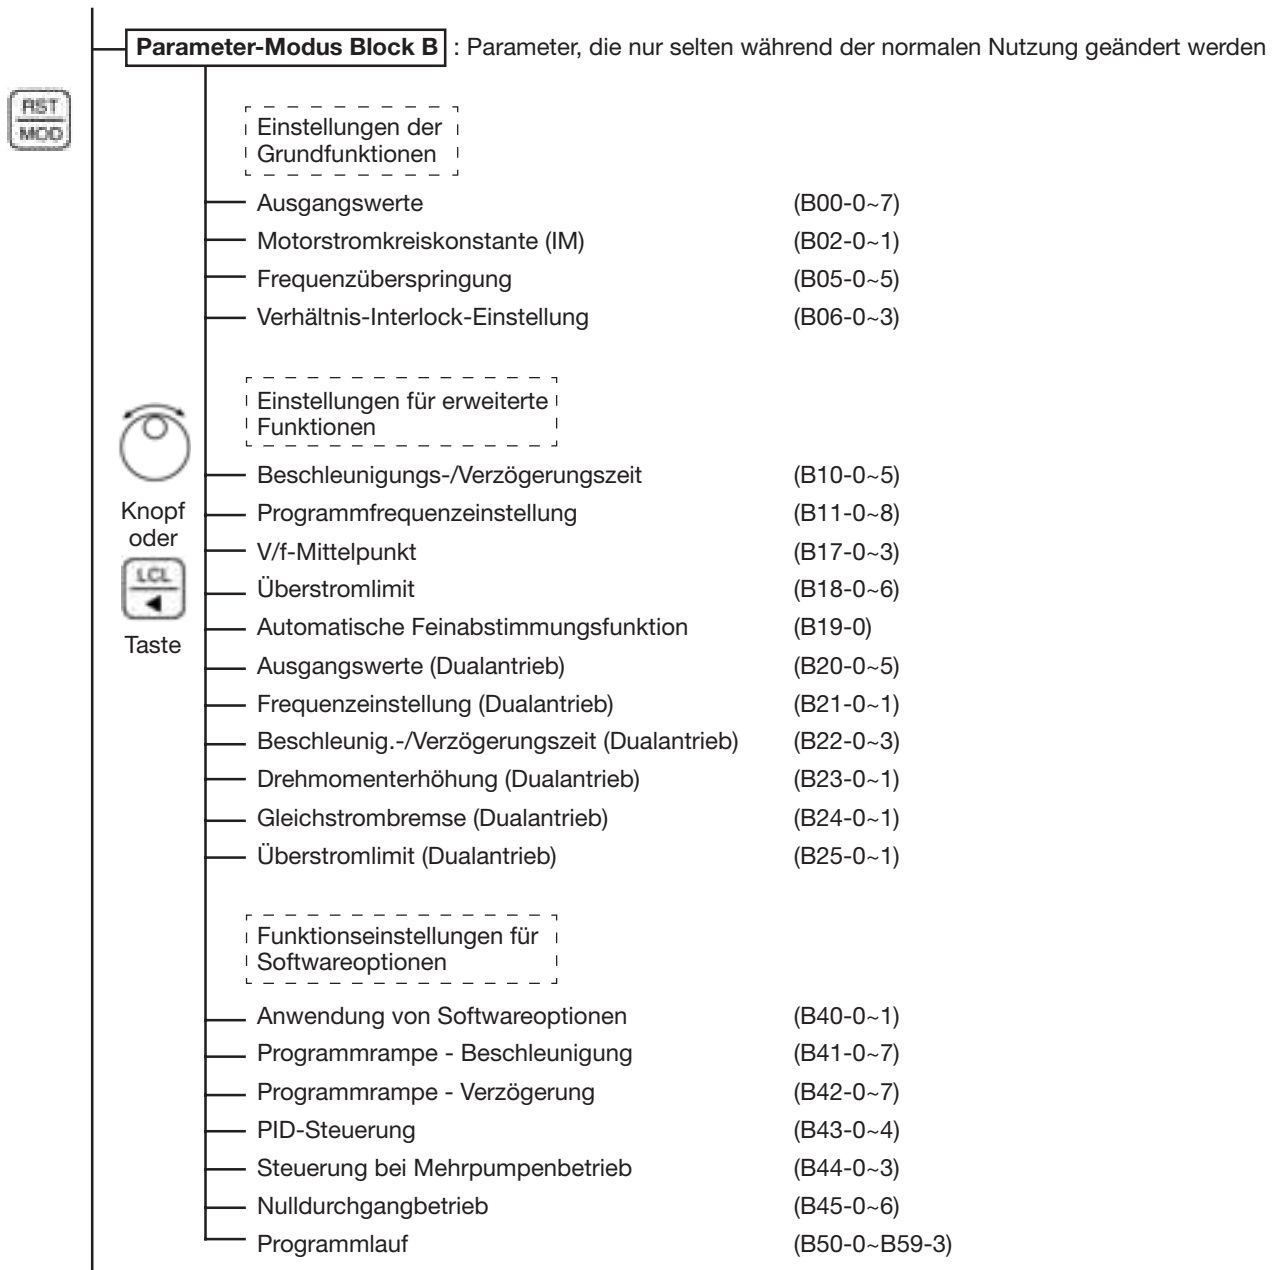 Parameter-Modus Block B : Parameter, die nur selten während der normalen Nutzung geändert werden
RST
MOD
Einstellungen der
Grundfunktionen
Ausgangswerte (B00-0~7)
Motorstromkreiskonstante (IM) (B02-0~1)
Frequenzüberspringung (B05-0~5)
Verhältnis-Interlock-Einstellung (B06-0~3)
Einstellungen für erweiterte
Funktionen
Beschleunigungs-/Verzögerungszeit (B10-0~5)
Knopf
oder
LCL
Taste
Programmfrequenzeinstellung (B11-0~8)
V/f-Mittelpunkt (B17-0~3)
Überstromlimit (B18-0~6)
Automatische Feinabstimmungsfunktion (B19-0)
Ausgangswerte (Dualantrieb) (B20-0~5)
Frequenzeinstellung (Dualantrieb) (B21-0~1)
Beschleunig.-/Verzögerungszeit (Dualantrieb) (B22-0~3)
Drehmomenterhöhung (Dualantrieb) (B23-0~1)
Gleichstrombremse (Dualantrieb) (B24-0~1)
Überstromlimit (Dualantrieb) (B25-0~1)
Funktionseinstellungen für
Softwareoptionen
Anwendung von Softwareoptionen (B40-0~1)
Programmrampe - Beschleunigung (B41-0~7)
Programmrampe - Verzögerung (B42-0~7)
PID-Steuerung (B43-0~4)
Steuerung bei Mehrpumpenbetrieb (B44-0~3)
Nulldurchgangbetrieb (B45-0~6)
Programmlauf (B50-0~B59-3)